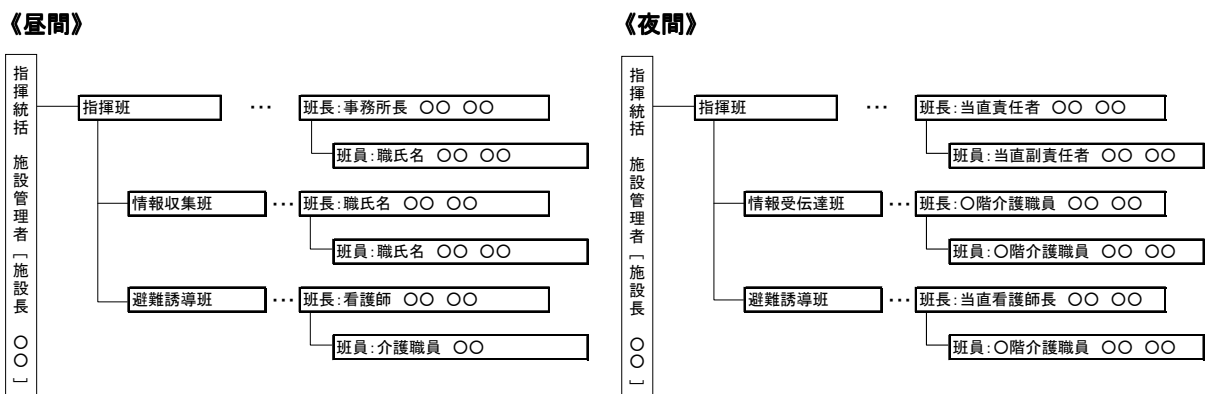 《昼間》
指揮統括 施設管理者[施設長 〇〇]
指揮班 … 班長:事務所長 〇〇 〇〇
班員:職氏名 〇〇 〇〇
情報収集班 … 班長:職氏名 〇〇 〇〇
班員:職氏名 〇〇 〇〇
避難誘導班 … 班長:看護師 〇〇 〇〇
班員:介護職員 〇〇
《夜間》
指揮統括 施設管理者[施設長 〇〇]
指揮班 … 班長:当直責任者 〇〇 〇〇
班員:当直副責任者 〇〇 〇〇
情報受伝達班 … 班長:〇階介護職員 〇〇 〇〇
班員:〇階介護職員 〇〇 〇〇
避難誘導班 … 班長:当直看護師長 〇〇 〇〇
班員:〇階介護職員 〇〇 〇〇